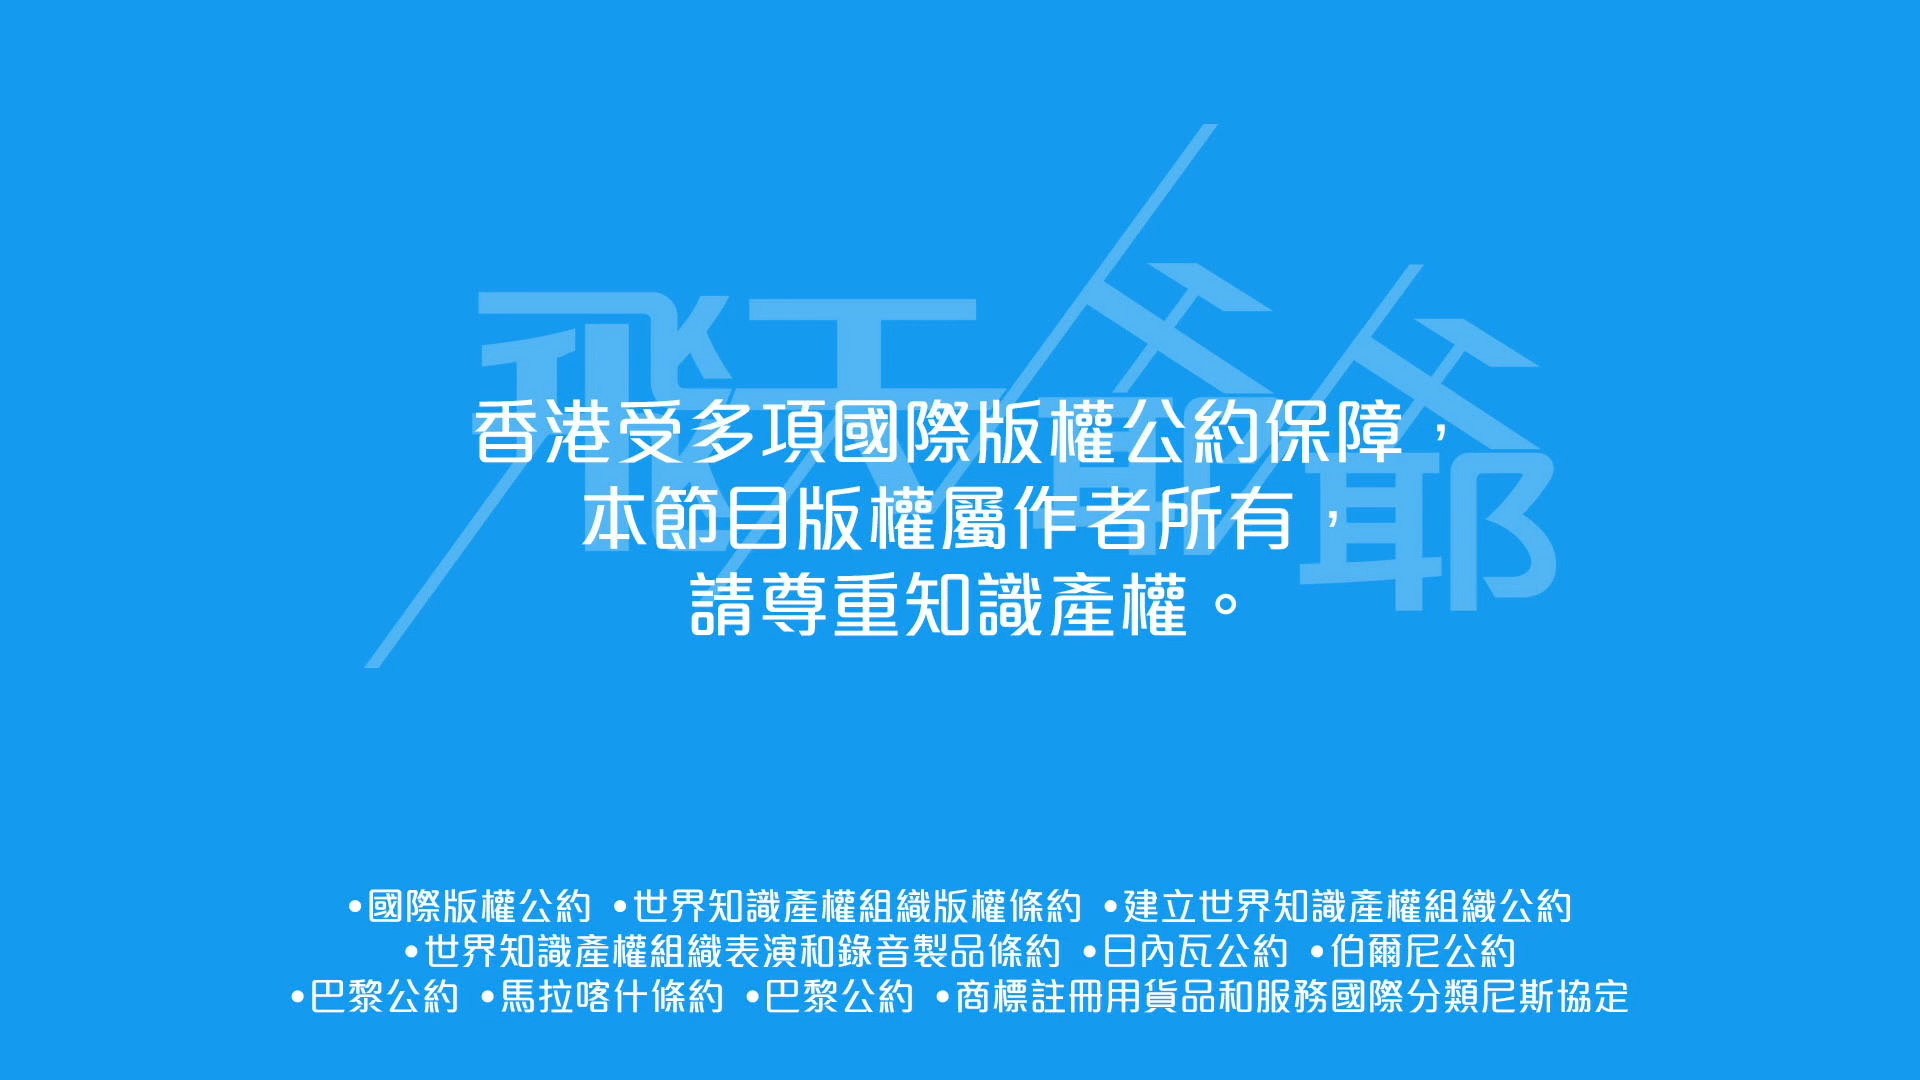 飛天爺爺
香港受多項國際版權公約保障，
本節目版權屬作者所有，
請尊重知識產權。
•國際版權公約 •世界知識產權組織版權條約 •建立世界知識產權組織公約
•世界知識產權組織表演和錄音製品條約 •日內瓦公約 •伯爾尼公約
•巴黎公約 •馬拉喀什條約 •巴黎公約 •商標註冊用貨品和服務國際分類尼斯協定